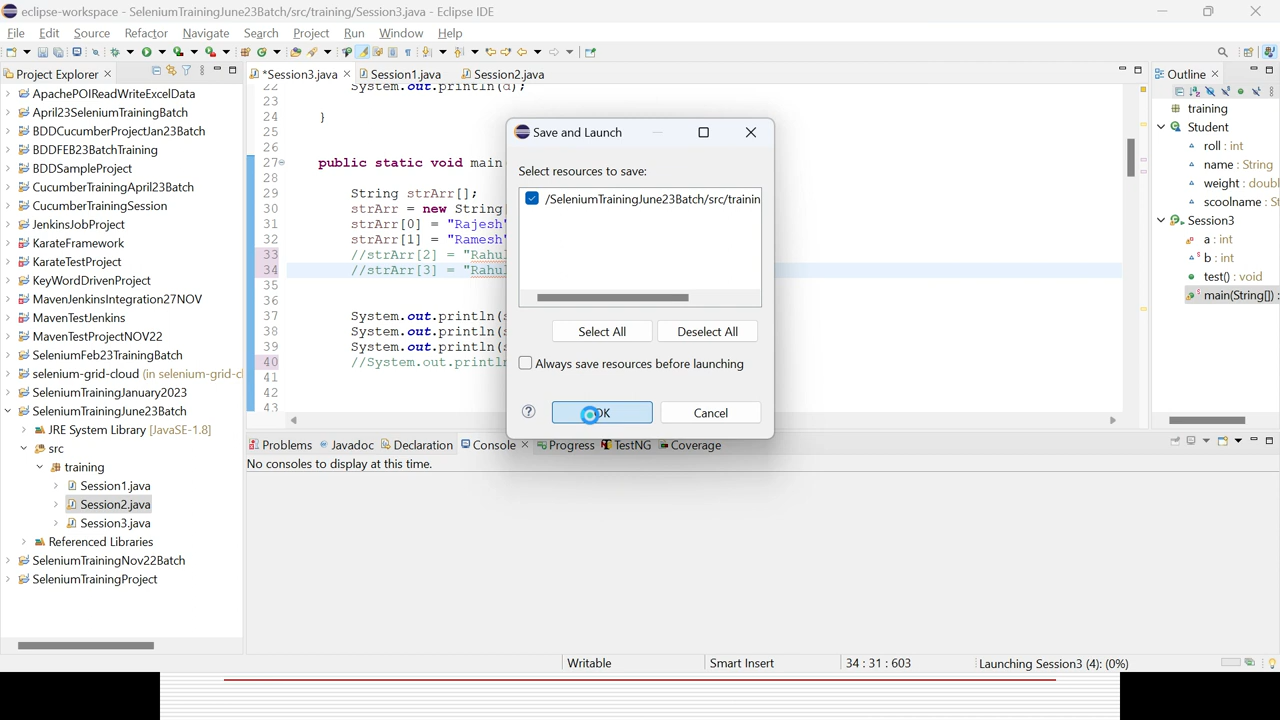 eclipse-workspace - SeleniumTrainingJune23Batch/src/training/Session3.java - Eclipse IDE
File Edit Source Refactor Navigate Search Project Run Window Help
Project Explorer
*Session3.java Session1.java Session2.java
Outline
ApachePOIReadWriteExcelData
April23SeleniumTrainingBatch
BDDCucumberProjectJan23Batch
BDDFEB23BatchTraining
BDDSampleProject
CucumberTrainingApril23Batch
CucumberTrainingSession
JenkinsJobProject
KarateFramework
KarateTestProject
KeyWordDrivenProject
MavenJenkinsIntegration27NOV
MavenTestJenkins
MavenTestProjectNOV22
SeleniumFeb23TrainingBatch
selenium-grid-cloud (in selenium-grid-cl
SeleniumTrainingJanuary2023
SeleniumTrainingJune23Batch
JRE System Library [JavaSE-1.8]
src
training
Session1.java
Session2.java
Session3.java
Referenced Libraries
SeleniumTrainingNov22Batch
SeleniumTrainingProject
22 System.out.println(d);
23
24 }
25
26
27 public static void main
28
29 String strArr[];
30 strArr = new String[
31 strArr[0] = "Rajesh"
32 strArr[1] = "Ramesh"
33 //strArr[2] = "Rahul
34 //strArr[3] = "Rahul
35
36
37 System.out.println(s
38 System.out.println(s
39 System.out.println(s
40 //System.out.println
41
42
43
Save and Launch
Select resources to save:
/SeleniumTrainingJune23Batch/src/trainin
Select All Deselect All
Always save resources before launching
OK Cancel
training
Student
roll : int
name : String
weight : doubl
scoolname : St
Session3
a : int
b : int
test() : void
main(String[]) :
Problems Javadoc Declaration Console Progress TestNG Coverage
No consoles to display at this time.
Writable Smart Insert 34 : 31 : 603 Launching Session3 (4): (0%)